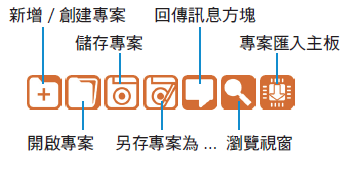 新增 / 創建專案
回傳訊息方塊
儲存專案
專案匯入主板
開啟專案
另存專案為 ...
瀏覽視窗